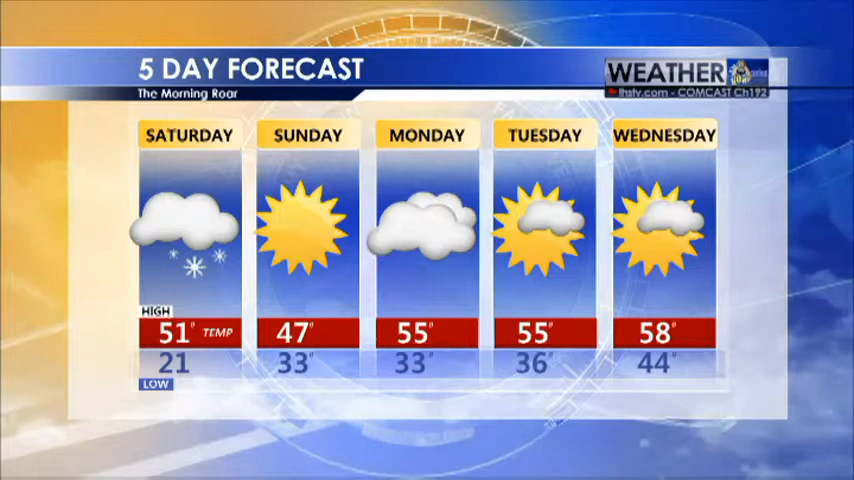 5 DAY FORECAST
WEATHER
The Morning Roar
lhstv.com - COMCAST Ch192
SATURDAY
SUNDAY
MONDAY
TUESDAY
WEDNESDAY
HIGH
51° TEMP
47°
55°
55°
58°
21
33°
33°
36°
44°
LOW